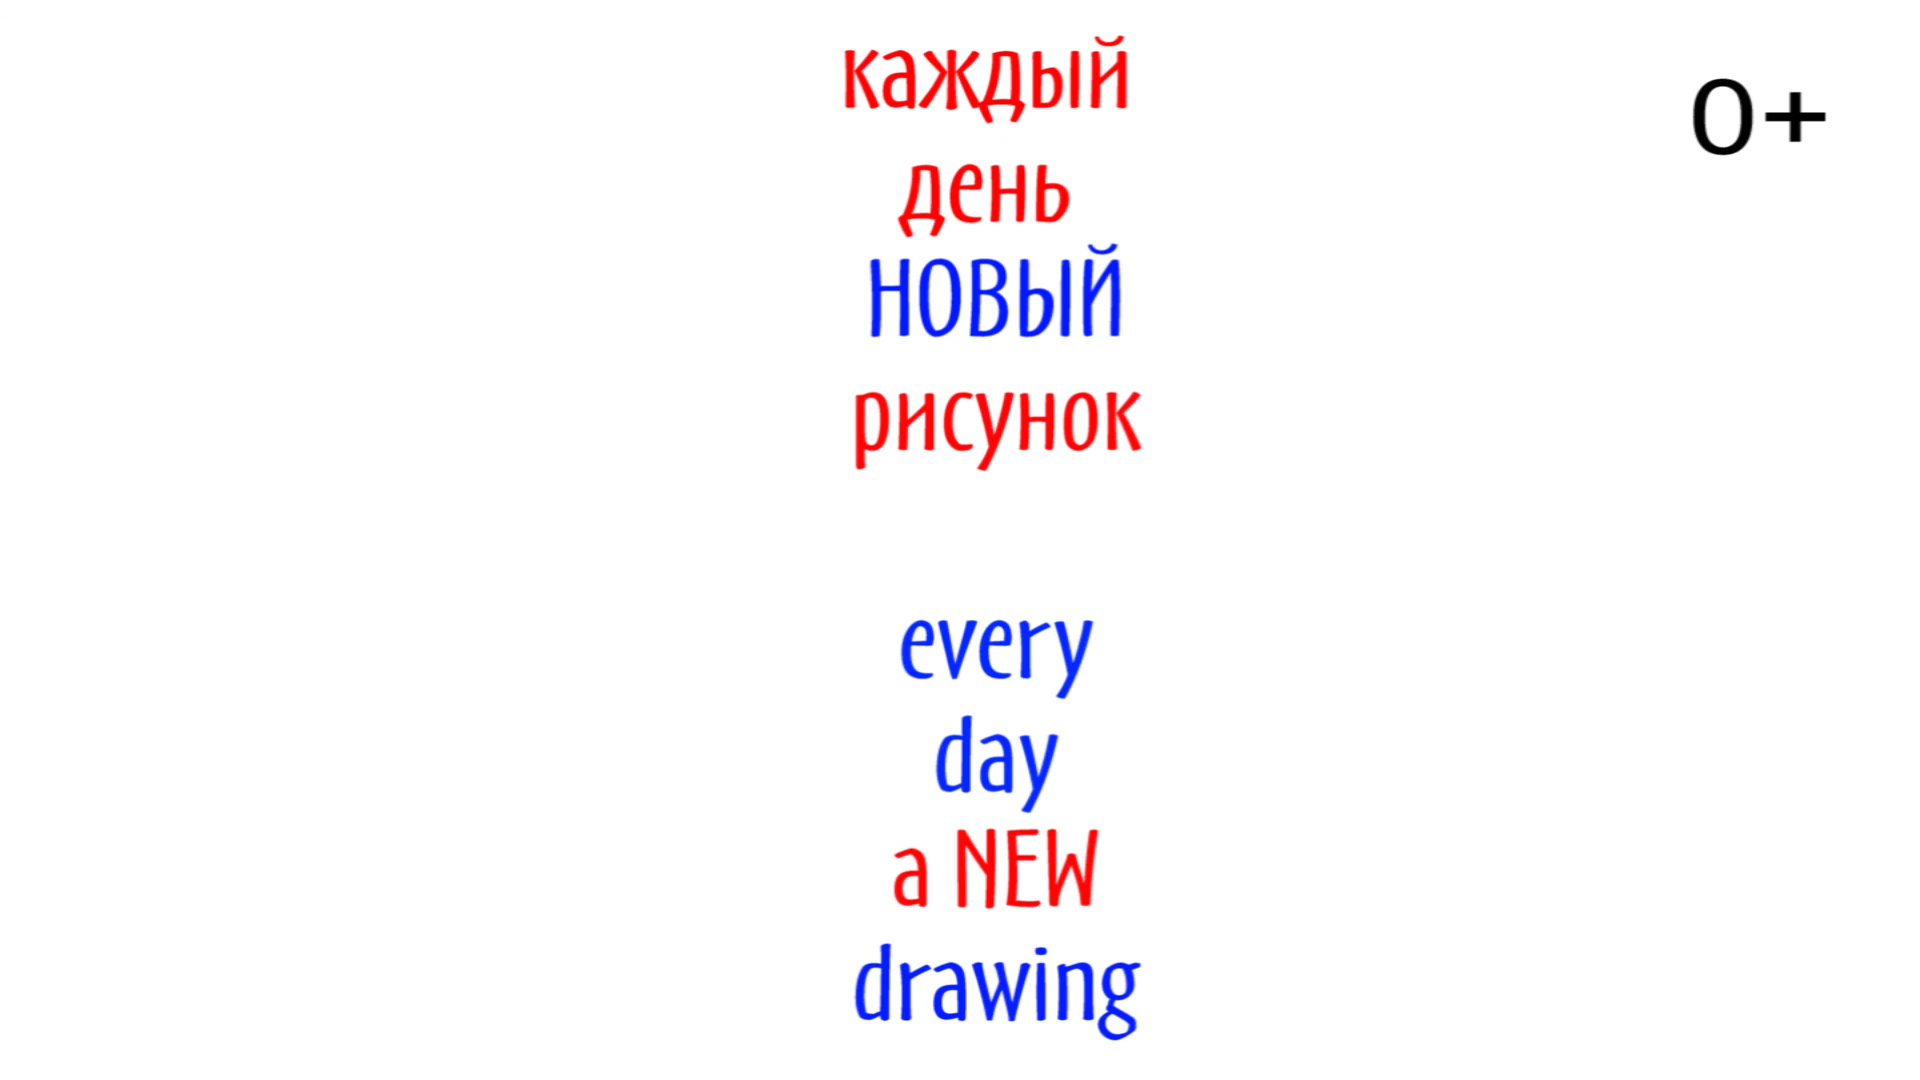 каждый
0+
день
НОВЫЙ
рисунок
every
day
a NEW
drawing